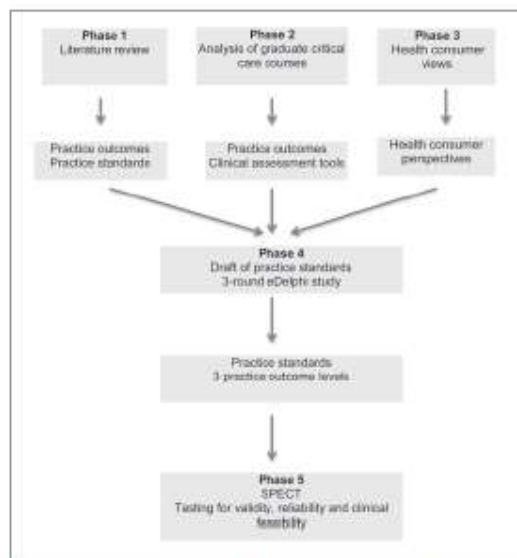 Phase 1
Literature review
Phase 2
Analysis of graduate critical
care courses
Phase 3
Health consumer
views
Practice outcomes
Practice standards
Practice outcomes
Clinical assessment tools
Health consumer
perspectives
Phase 4
Draft of practice standards
3-round eDelphi study
Practice standards
3 practice outcome levels
Phase 5
SPECT
Testing for validity, reliability and clinical
feasibility